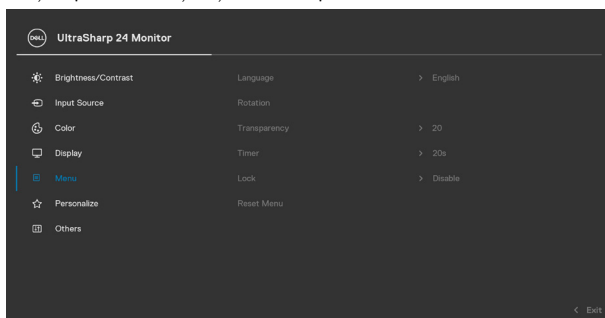 DELL
UltraSharp 24 Monitor
Brightness/Contrast
Language > English
Input Source
Rotation
Color
Transparency > 20
Display
Timer > 20s
Menu
Lock > Disable
Personalize
Reset Menu
Others
< Exit